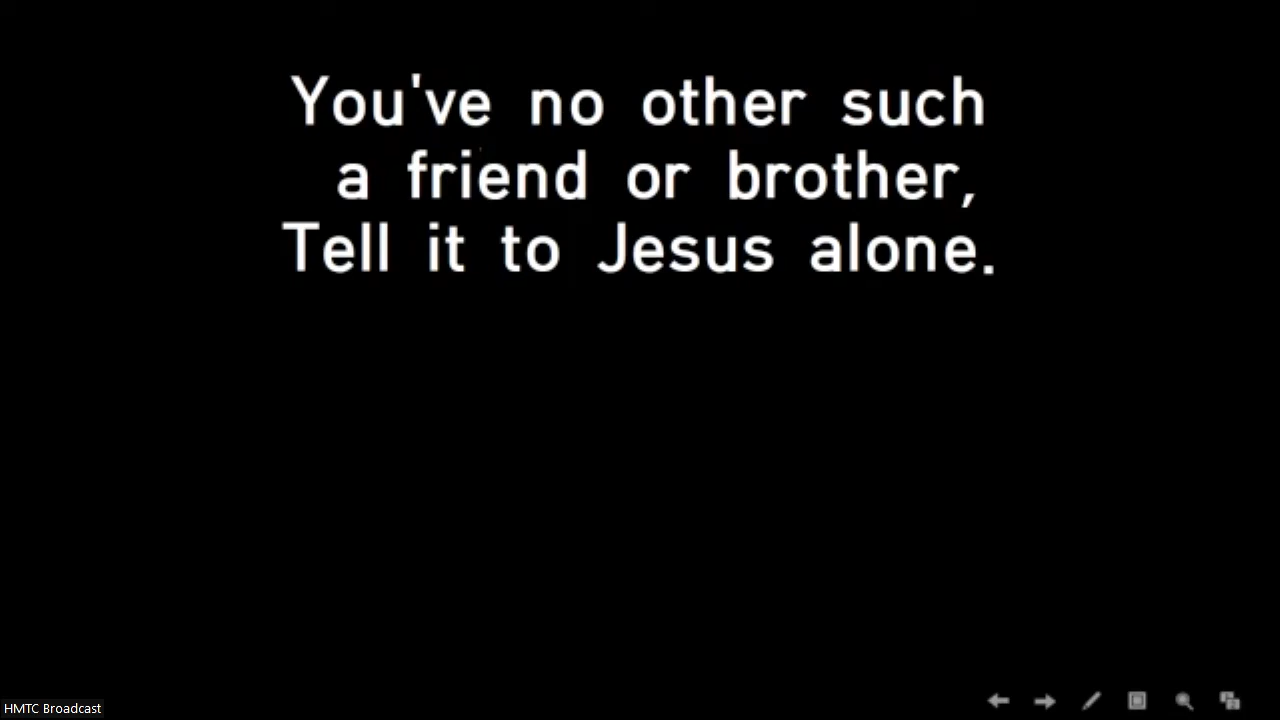 You've no other such
a friend or brother,
Tell it to Jesus alone.
HMTC Broadcast